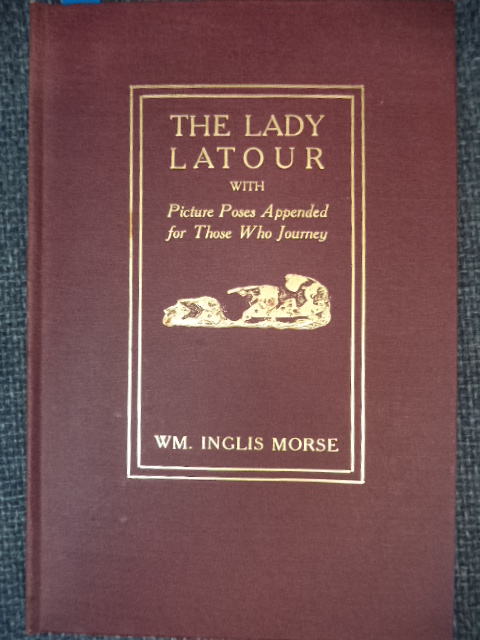 THE LADY
LATOUR
WITH
Picture Poses Appended
for Those Who Journey
WM. INGLIS MORSE